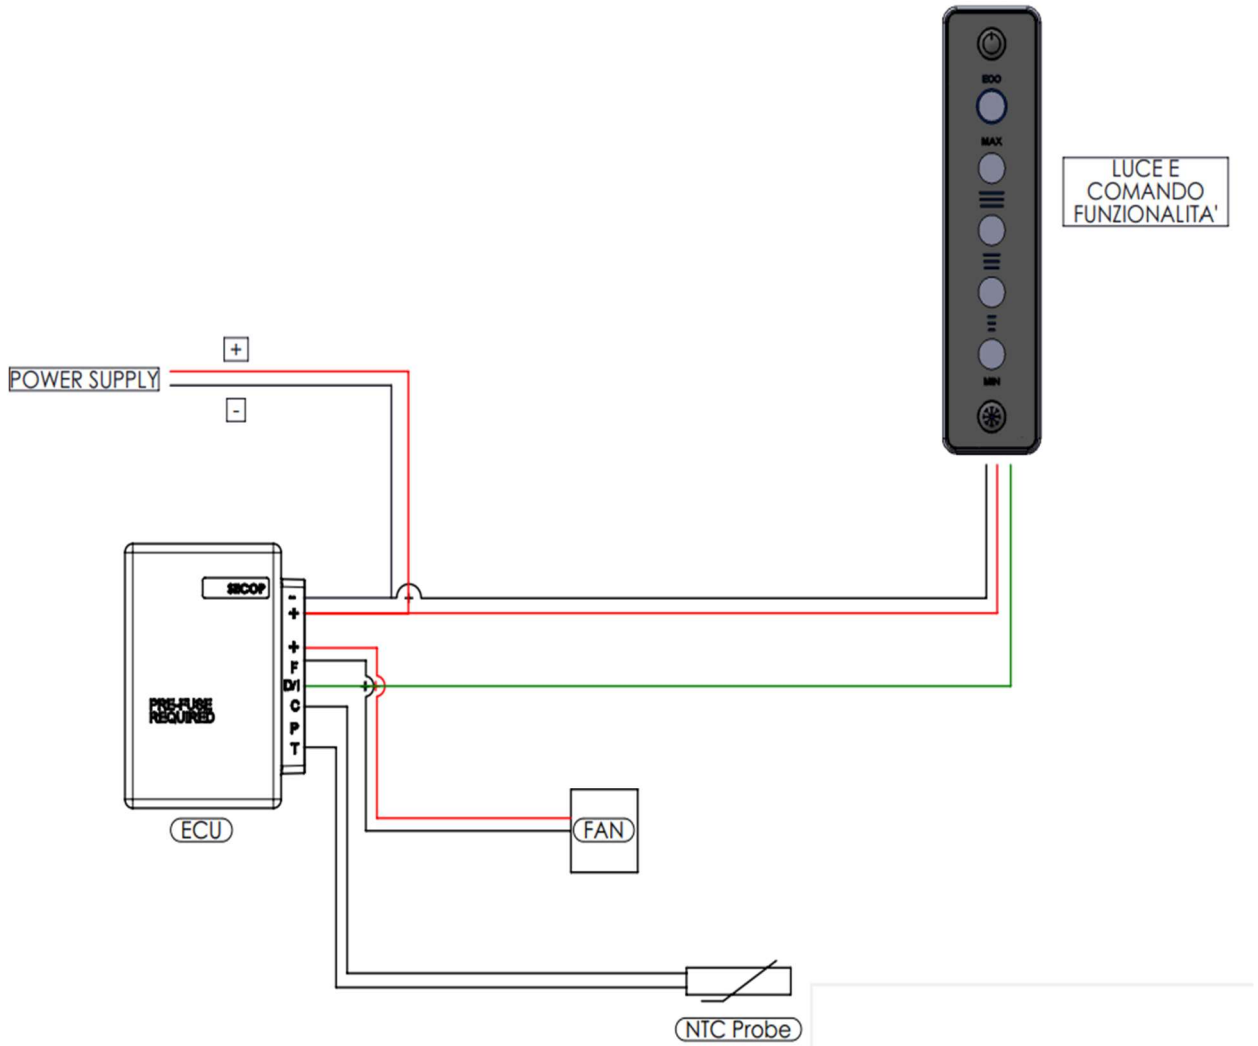 ECO
MAX
LUCE E
COMANDO
FUNZIONALITA'
MIN
+
POWER SUPPLY
-
SECOP
-
+
+
F
D/I
C
P
T
PRE-FUSE
REQUIRED
ECU
FAN
NTC Probe